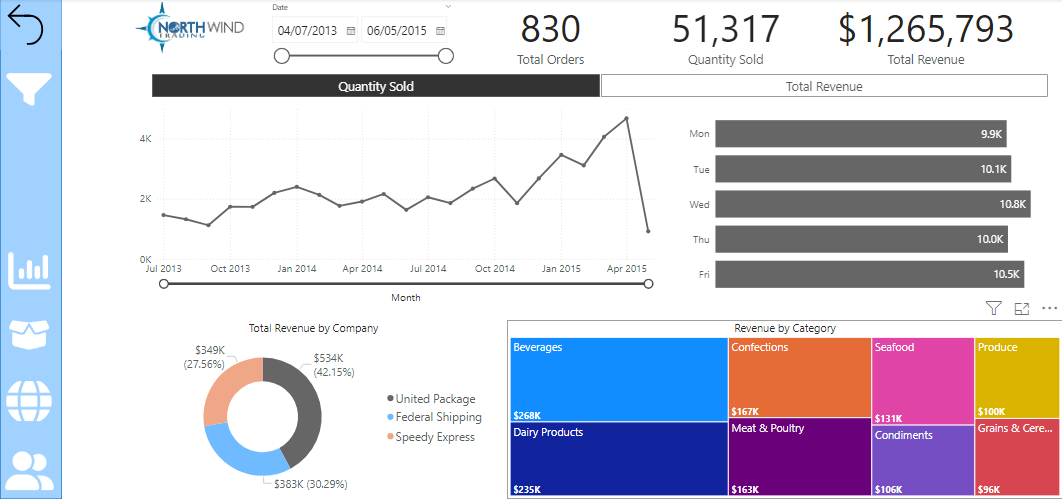 NORTHWIND
TRADING
Date
04/07/2013
06/05/2015
830
Total Orders
51,317
Quantity Sold
$1,265,793
Total Revenue
Quantity Sold
Total Revenue
4K
2K
0K
Jul 2013
Oct 2013
Jan 2014
Apr 2014
Jul 2014
Oct 2014
Jan 2015
Apr 2015
Month
Mon
9.9K
Tue
10.1K
Wed
10.8K
Thu
10.0K
Fri
10.5K
Total Revenue by Company
$349K
(27.56%)
$534K
(42.15%)
$383K (30.29%)
United Package
Federal Shipping
Speedy Express
Revenue by Category
Beverages
$268K
Dairy Products
$235K
Confections
$167K
Meat & Poultry
$163K
Seafood
$131K
Condiments
$106K
Produce
$100K
Grains & Cere...
$96K